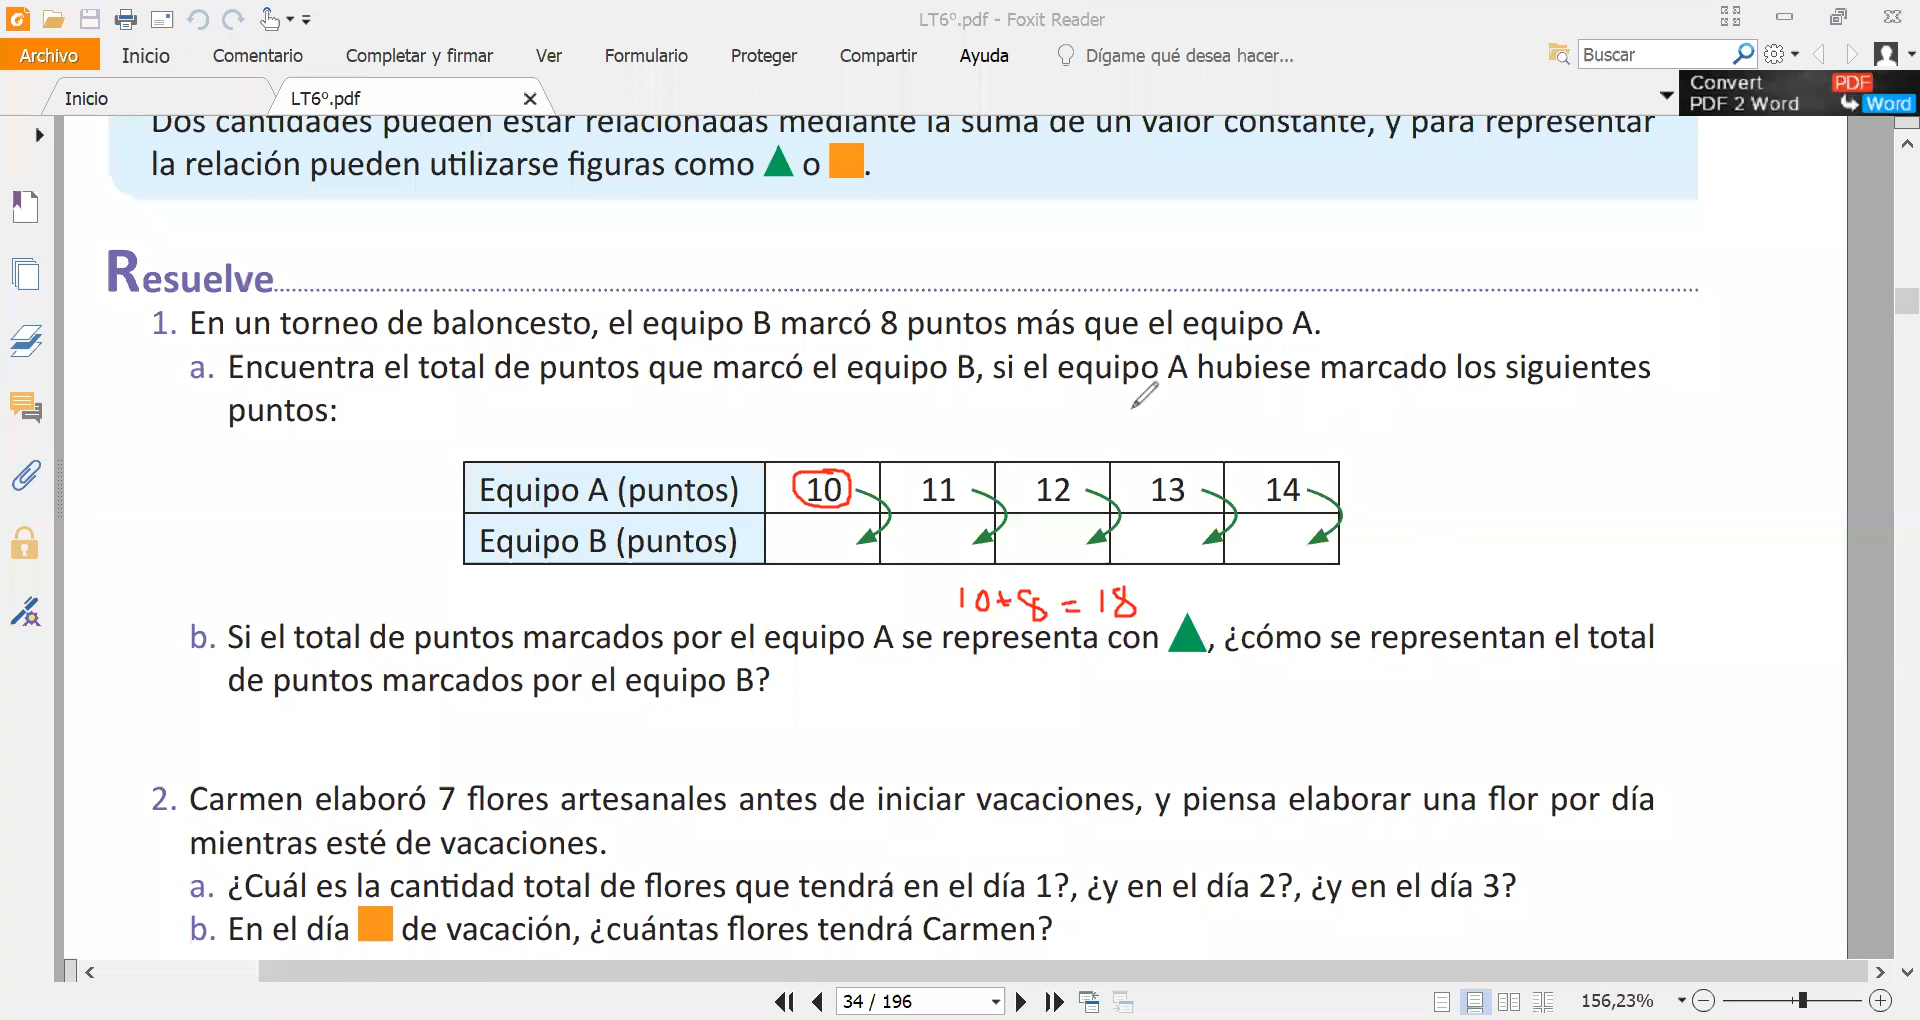 LT6º.pdf - Foxit Reader
Archivo Inicio Comentario Completar y firmar Ver Formulario Proteger Compartir Ayuda Dígame qué desea hacer... Buscar
Inicio LT6º.pdf
Convert PDF
PDF 2 Word Word
Dos cantidades pueden estar relacionadas mediante la suma de un valor constante, y para representar
la relación pueden utilizarse figuras como ▲ o ■.
Resuelve
1. En un torneo de baloncesto, el equipo B marcó 8 puntos más que el equipo A.
a. Encuentra el total de puntos que marcó el equipo B, si el equipo A hubiese marcado los siguientes
puntos:
Equipo A (puntos) 10 11 12 13 14
Equipo B (puntos)
10+8 = 18
b. Si el total de puntos marcados por el equipo A se representa con ▲, ¿cómo se representan el total
de puntos marcados por el equipo B?
2. Carmen elaboró 7 flores artesanales antes de iniciar vacaciones, y piensa elaborar una flor por día
mientras esté de vacaciones.
a. ¿Cuál es la cantidad total de flores que tendrá en el día 1?, ¿y en el día 2?, ¿y en el día 3?
b. En el día ■ de vacación, ¿cuántas flores tendrá Carmen?
34 / 196 156,23%